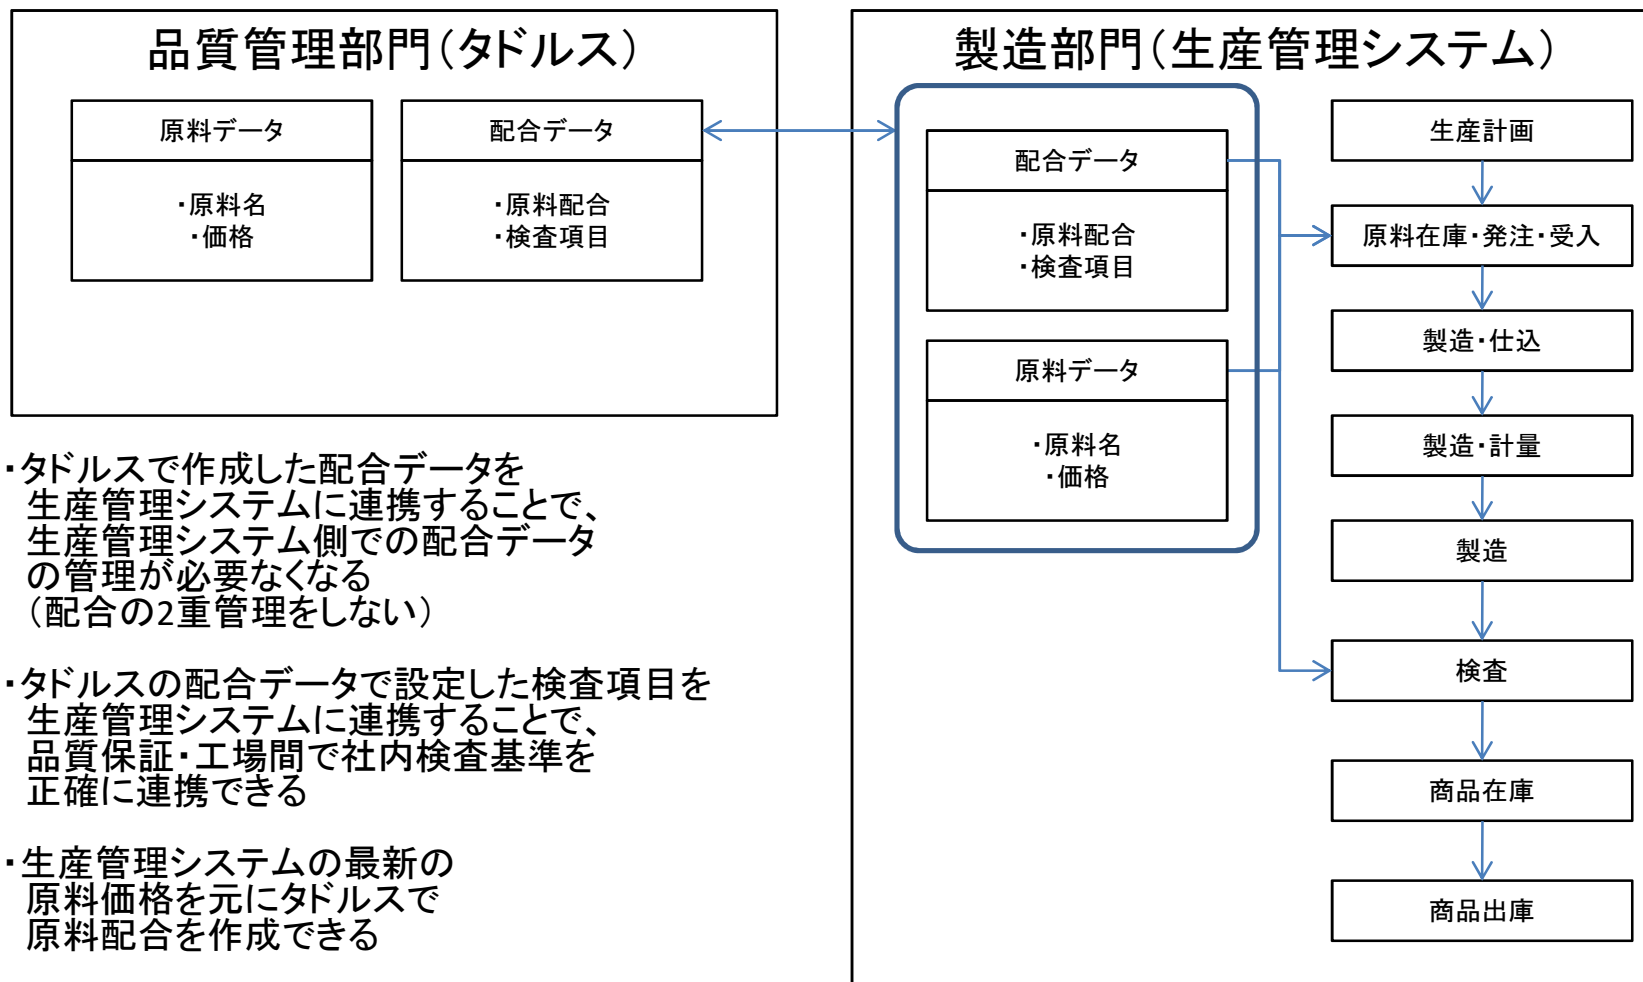 品質管理部門(タドルス)
原料データ
・原料名
・価格
配合データ
・原料配合
・検査項目
・タドルスで作成した配合データを
生産管理システムに連携することで、
生産管理システム側での配合データ
の管理が必要なくなる
(配合の2重管理をしない)
・タドルスの配合データで設定した検査項目を
生産管理システムに連携することで、
品質保証・工場間で社内検査基準を
正確に連携できる
・生産管理システムの最新の
原料価格を元にタドルスで
原料配合を作成できる
製造部門(生産管理システム)
配合データ
・原料配合
・検査項目
原料データ
・原料名
・価格
生産計画
原料在庫・発注・受入
製造・仕込
製造・計量
製造
検査
商品在庫
商品出庫